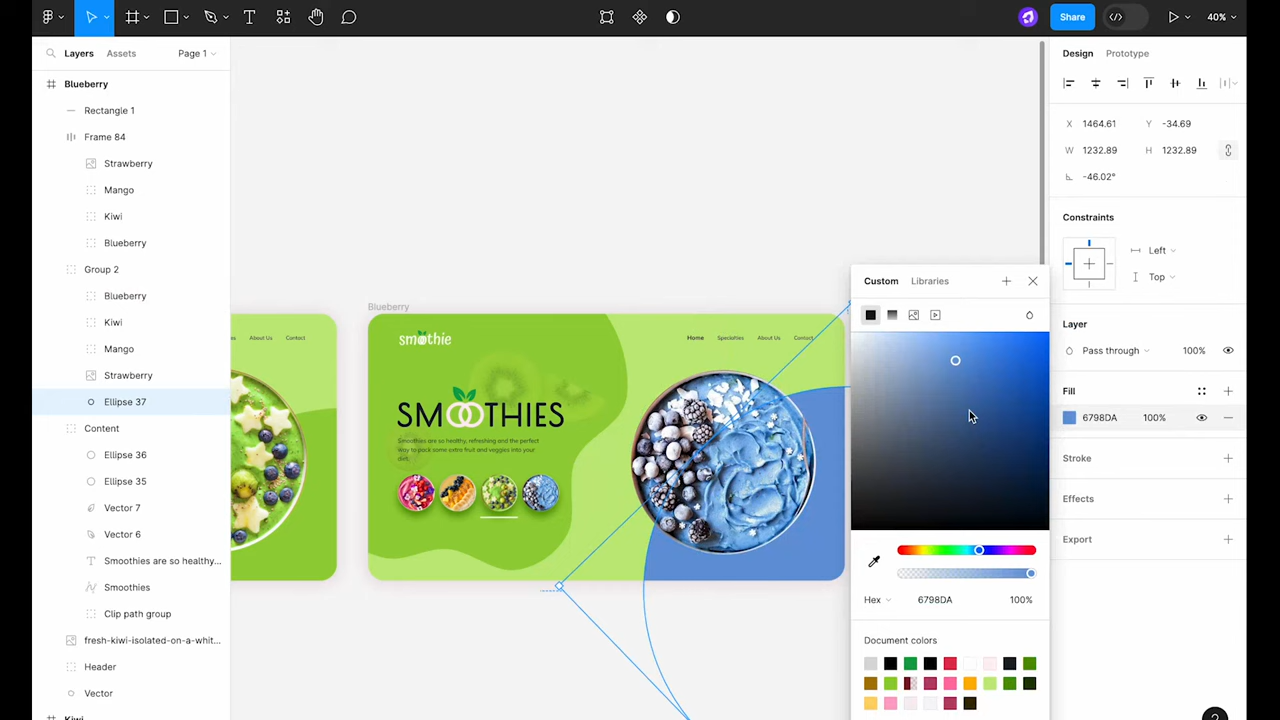 Share
40%
Layers
Assets
Page 1
Blueberry
Rectangle 1
Frame 84
Strawberry
Mango
Kiwi
Blueberry
Group 2
Blueberry
Kiwi
Mango
Strawberry
Ellipse 37
Content
Ellipse 36
Ellipse 35
Vector 7
Vector 6
Smoothies are so healthy...
Smoothies
Clip path group
fresh-kiwi-isolated-on-a-whit...
Header
Vector
Kiwi
About Us
Contact
Blueberry
smoothie
Home
Specialties
About Us
Contact
SMOOTHIES
Smoothies are so healthy, refreshing and the perfect
way to pack some extra fruit and veggies into your
diet.
Custom
Libraries
Hex
6798DA
100%
Document colors
Design
Prototype
X
1464.61
Y
-34.69
W
1232.89
H
1232.89
-46.02°
Constraints
Left
Top
Layer
Pass through
100%
Fill
6798DA
100%
Stroke
Effects
Export
?